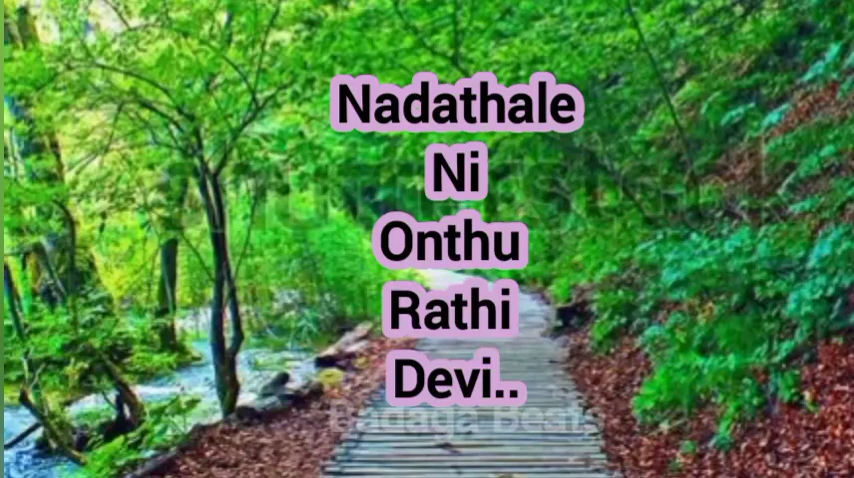 Nadathale
Ni
Onthu
Rathi
Devi..
Badaga Beats